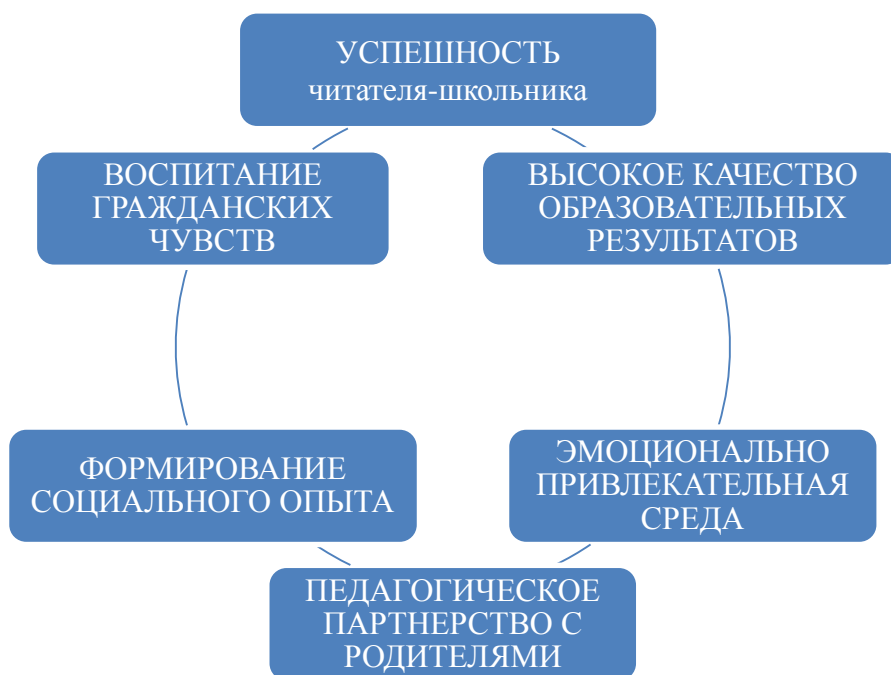 УСПЕШНОСТЬ
читателя-школьника
ВОСПИТАНИЕ
ГРАЖДАНСКИХ
ЧУВСТВ
ВЫСОКОЕ КАЧЕСТВО
ОБРАЗОВАТЕЛЬНЫХ
РЕЗУЛЬТАТОВ
ФОРМИРОВАНИЕ
СОЦИАЛЬНОГО ОПЫТА
ЭМОЦИОНАЛЬНО
ПРИВЛЕКАТЕЛЬНАЯ
СРЕДА
ПЕДАГОГИЧЕСКОЕ
ПАРТНЕРСТВО С
РОДИТЕЛЯМИ